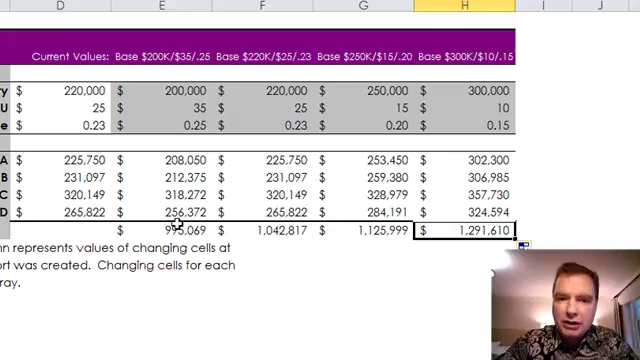 D E F G H I J
Current Values: Base $200K/$35/.25 Base $220K/$25/.23 Base $250K/$15/.20 Base $300K/$10/.15
ry $ 220,000 $ 200,000 $ 220,000 $ 250,000 $ 300,000
U $ 25 $ 35 $ 25 $ 15 $ 10
e $ 0.23 $ 0.25 $ 0.23 $ 0.20 $ 0.15
A $ 225,750 $ 208,050 $ 225,750 $ 253,450 $ 302,300
B $ 231,097 $ 212,375 $ 231,097 $ 259,380 $ 306,985
C $ 320,149 $ 318,272 $ 320,149 $ 328,979 $ 357,730
D $ 265,822 $ 256,372 $ 265,822 $ 284,191 $ 324,594
$ 995,069 $ 1,042,817 $ 1,125,999 $ 1,291,610
mn represents values of changing cells at
ort was created. Changing cells for each
ray.